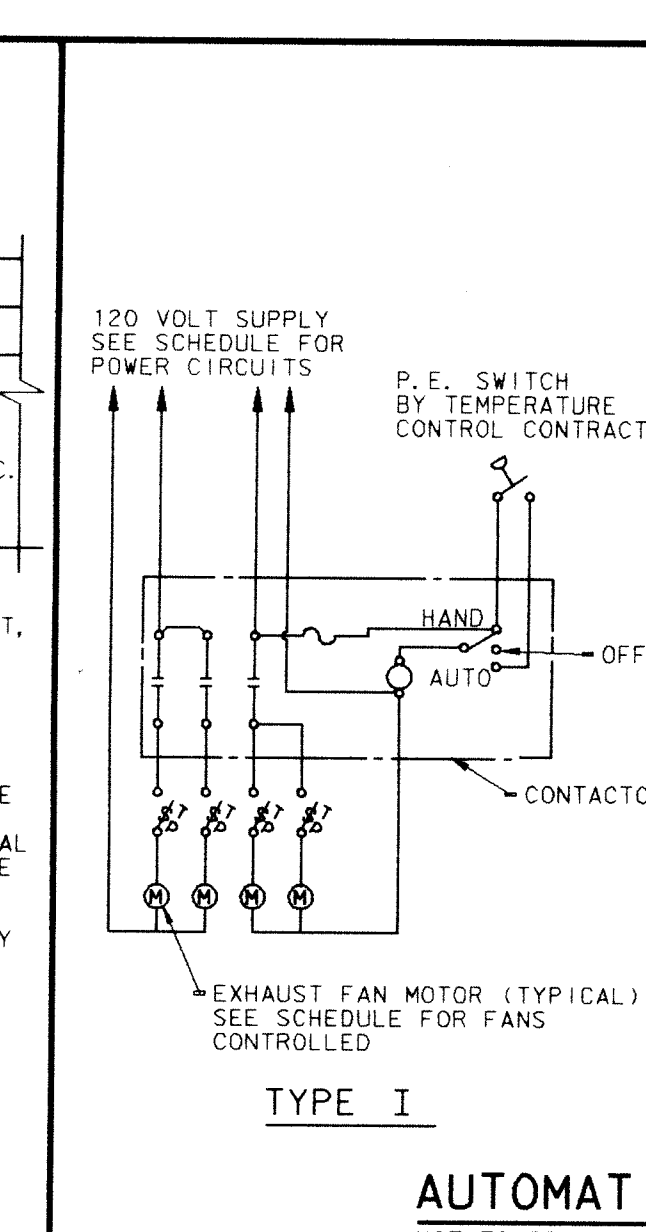 120 VOLT SUPPLY
SEE SCHEDULE FOR
POWER CIRCUITS
P.E. SWITCH
BY TEMPERATURE
CONTROL CONTRACT
C.
T,
HAND
OFF
AUTO
E
AL
E
Y
CONTACTO
M M M M
EXHAUST FAN MOTOR (TYPICAL)
SEE SCHEDULE FOR FANS
CONTROLLED
TYPE I
AUTOMAT